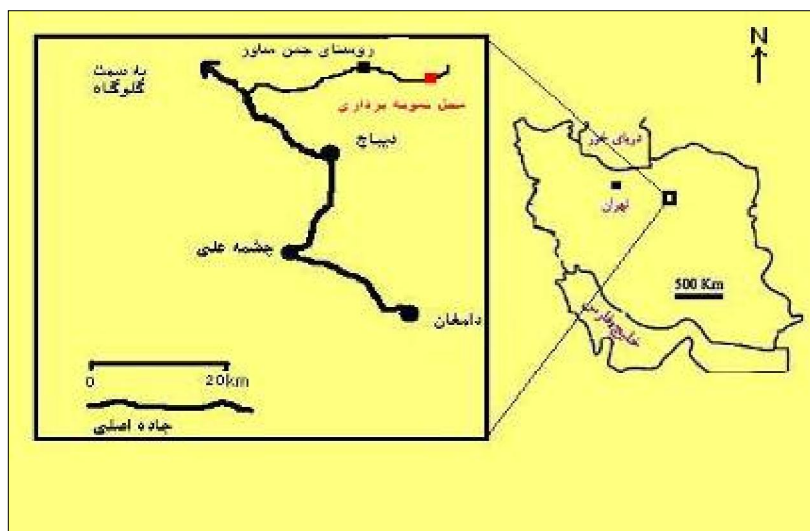 روستای چمن ساور
به سمت
گلوگاه
محل نمونه برداری
دیباج
چشمه علی
دامغان
0
20km
جاده اصلی
N
دریای خزر
تهران
500 Km
خلیج فارس